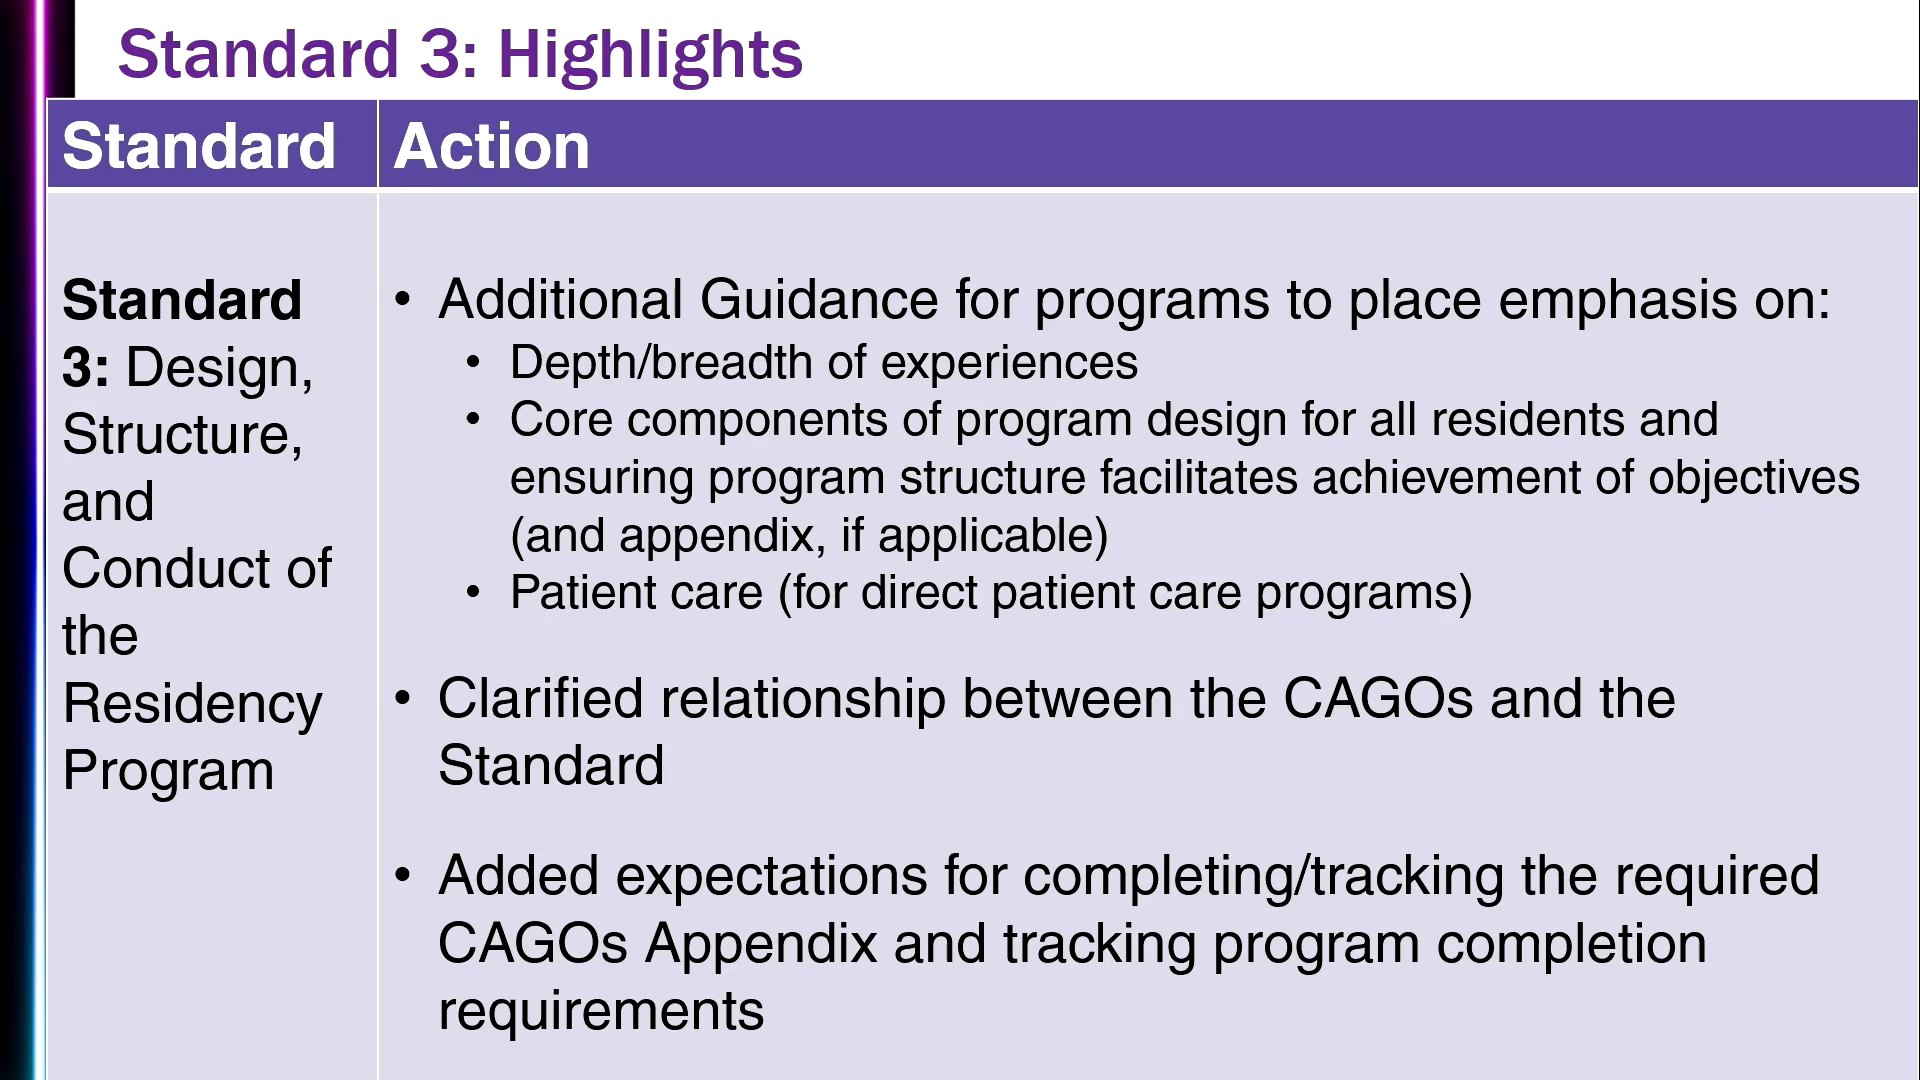 Standard 3: Highlights
Standard
Action
Standard
3: Design,
Structure,
and
Conduct of
the
Residency
Program
• Additional Guidance for programs to place emphasis on:
• Depth/breadth of experiences
• Core components of program design for all residents and
ensuring program structure facilitates achievement of objectives
(and appendix, if applicable)
• Patient care (for direct patient care programs)
• Clarified relationship between the CAGOs and the
Standard
• Added expectations for completing/tracking the required
CAGOs Appendix and tracking program completion
requirements